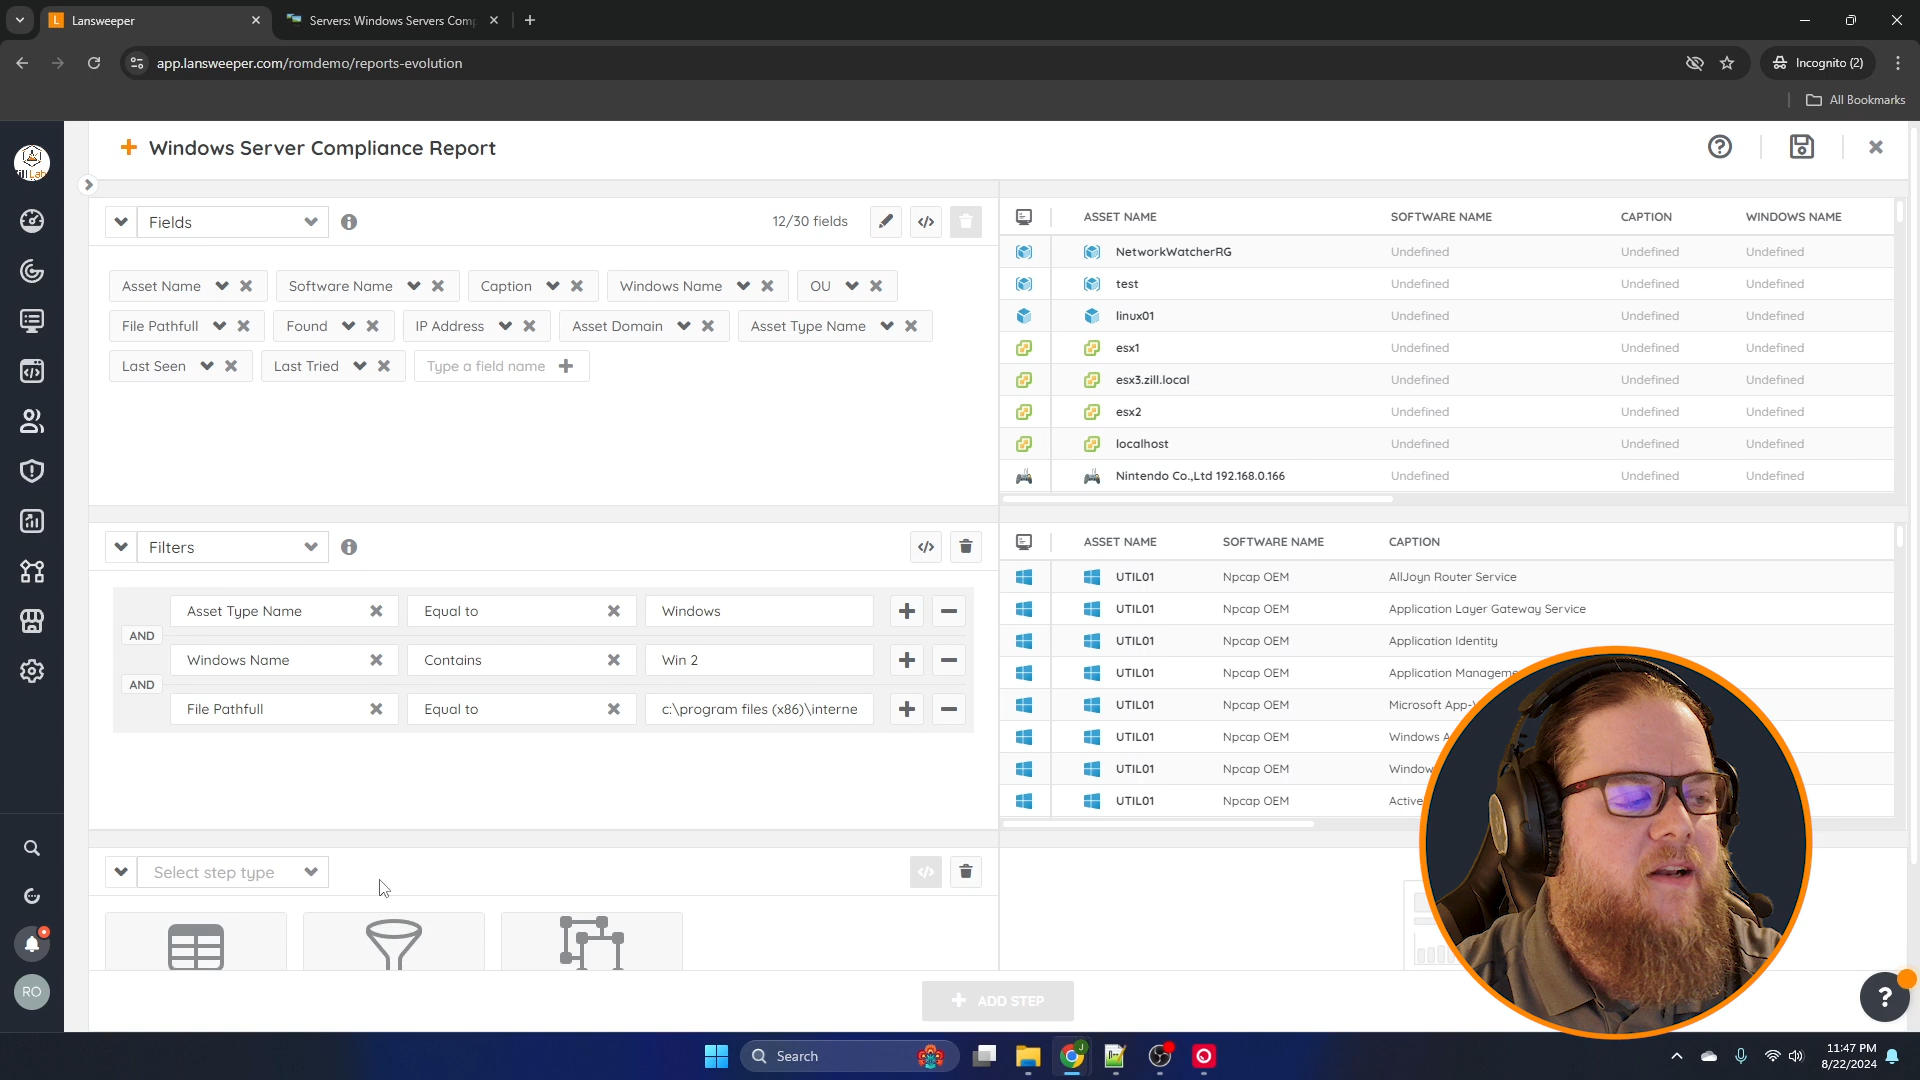 L Lansweeper
Servers: Windows Servers Comp
app.lansweeper.com/romdemo/reports-evolution
Incognito (2)
All Bookmarks
Windows Server Compliance Report
Fields
12/30 fields
Asset Name
Software Name
Caption
Windows Name
OU
File Pathfull
Found
IP Address
Asset Domain
Asset Type Name
Last Seen
Last Tried
Type a field name
ASSET NAME SOFTWARE NAME CAPTION WINDOWS NAME
NetworkWatcherRG Undefined Undefined Undefined
test Undefined Undefined Undefined
linux01 Undefined Undefined Undefined
esx1 Undefined Undefined Undefined
esx3.zill.local Undefined Undefined Undefined
esx2 Undefined Undefined Undefined
localhost Undefined Undefined Undefined
Nintendo Co.,Ltd 192.168.0.166 Undefined Undefined Undefined
Filters
Asset Type Name Equal to Windows
AND
Windows Name Contains Win 2
AND
File Pathfull Equal to c:\program files (x86)\interne
ASSET NAME SOFTWARE NAME CAPTION
UTIL01 Npcap OEM AllJoyn Router Service
UTIL01 Npcap OEM Application Layer Gateway Service
UTIL01 Npcap OEM Application Identity
UTIL01 Npcap OEM Application Manageme
UTIL01 Npcap OEM Microsoft App-
UTIL01 Npcap OEM Windows A
UTIL01 Npcap OEM Window
UTIL01 Npcap OEM Active
Select step type
ADD STEP
RO
?
Search
11:47 PM
8/22/2024